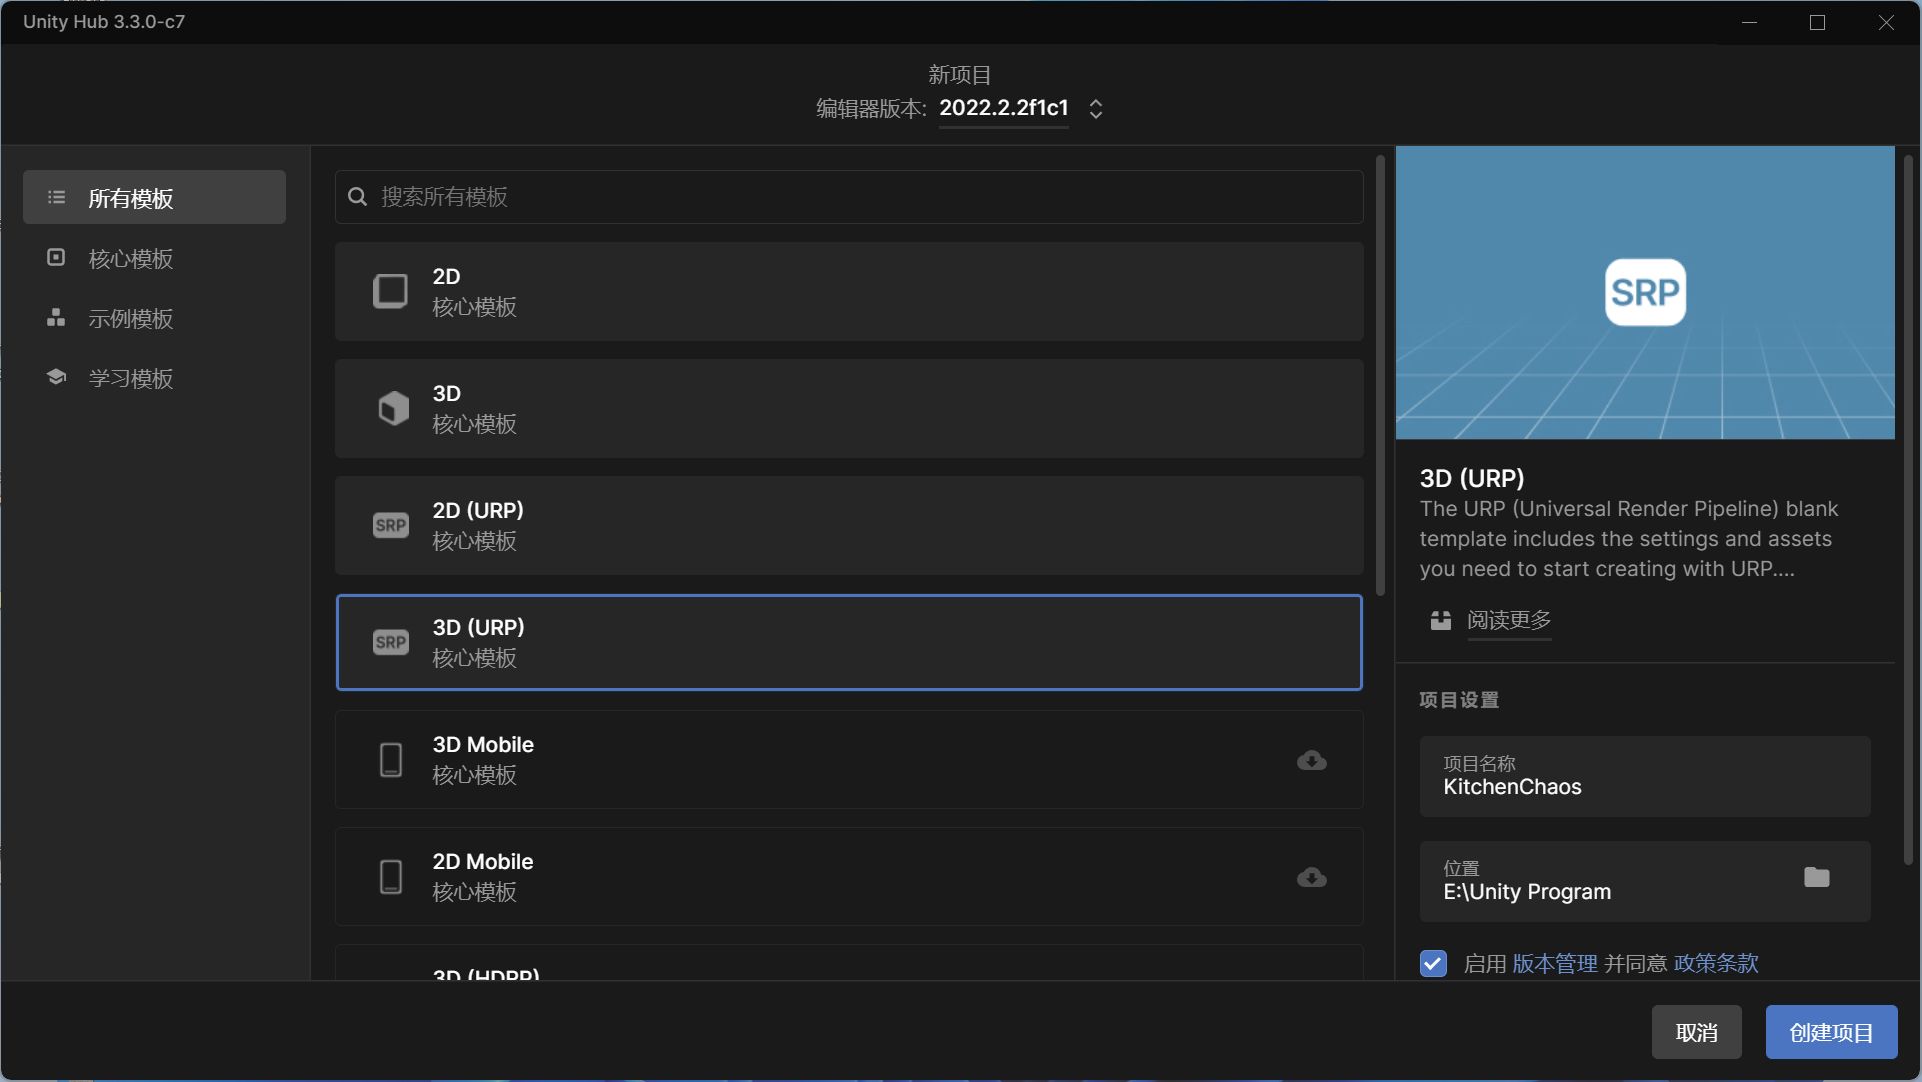 Unity Hub 3.3.0-c7
新项目
编辑器版本: 2022.2.2f1c1
所有模板
核心模板
示例模板
学习模板
搜索所有模板
2D
核心模板
3D
核心模板
SRP
2D (URP)
核心模板
SRP
3D (URP)
核心模板
3D Mobile
核心模板
2D Mobile
核心模板
3D (HDRP)
SRP
3D (URP)
The URP (Universal Render Pipeline) blank
template includes the settings and assets
you need to start creating with URP....
阅读更多
项目设置
项目名称
KitchenChaos
位置
E:\Unity Program
启用 版本管理 并同意 政策条款
取消
创建项目